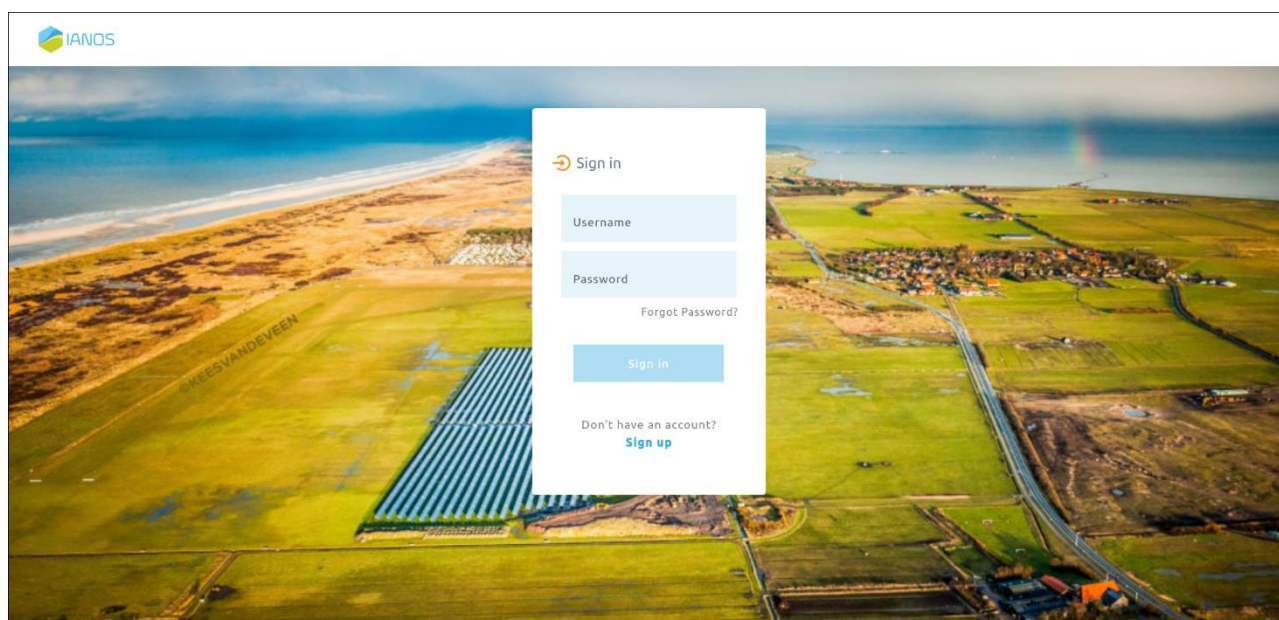 IANOS
Sign in
Username
Password
Forgot Password?
Sign in
Don't have an account?
Sign up
KEESVANDEVEEN